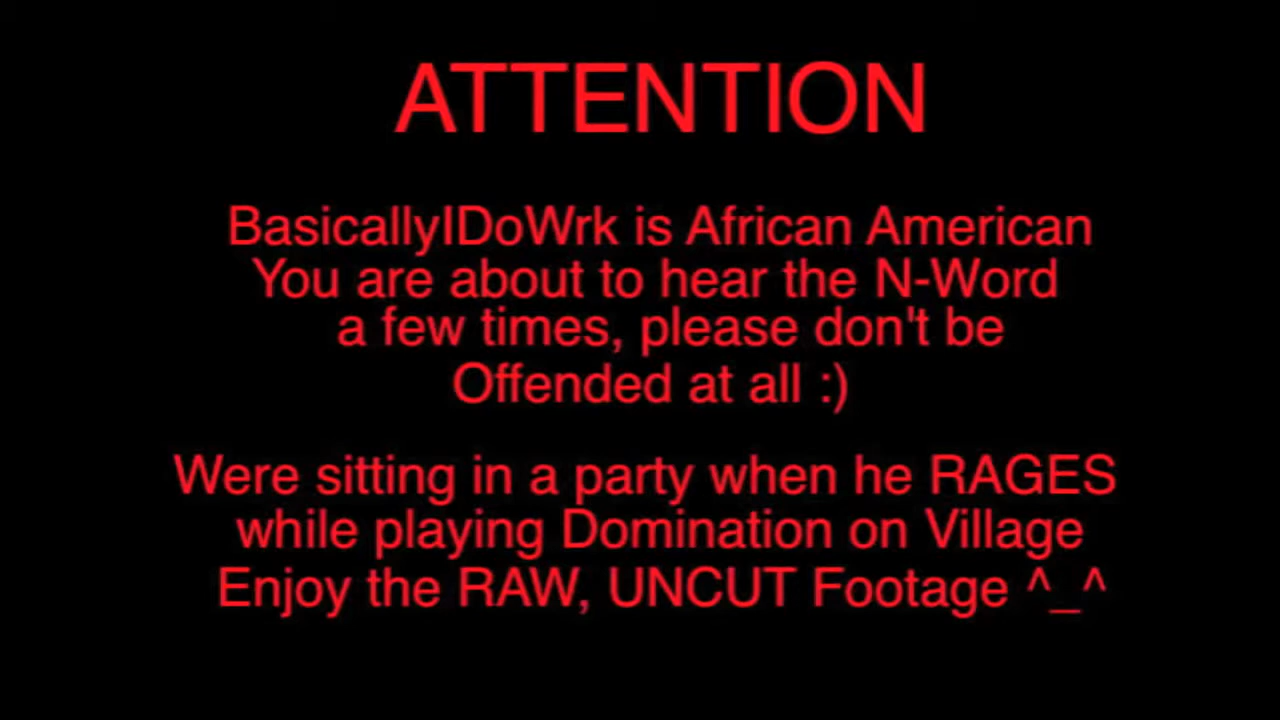 ATTENTION
BasicallyIDoWrk is African American
You are about to hear the N-Word
a few times, please don't be
Offended at all :)
Were sitting in a party when he RAGES
while playing Domination on Village
Enjoy the RAW, UNCUT Footage ^_^